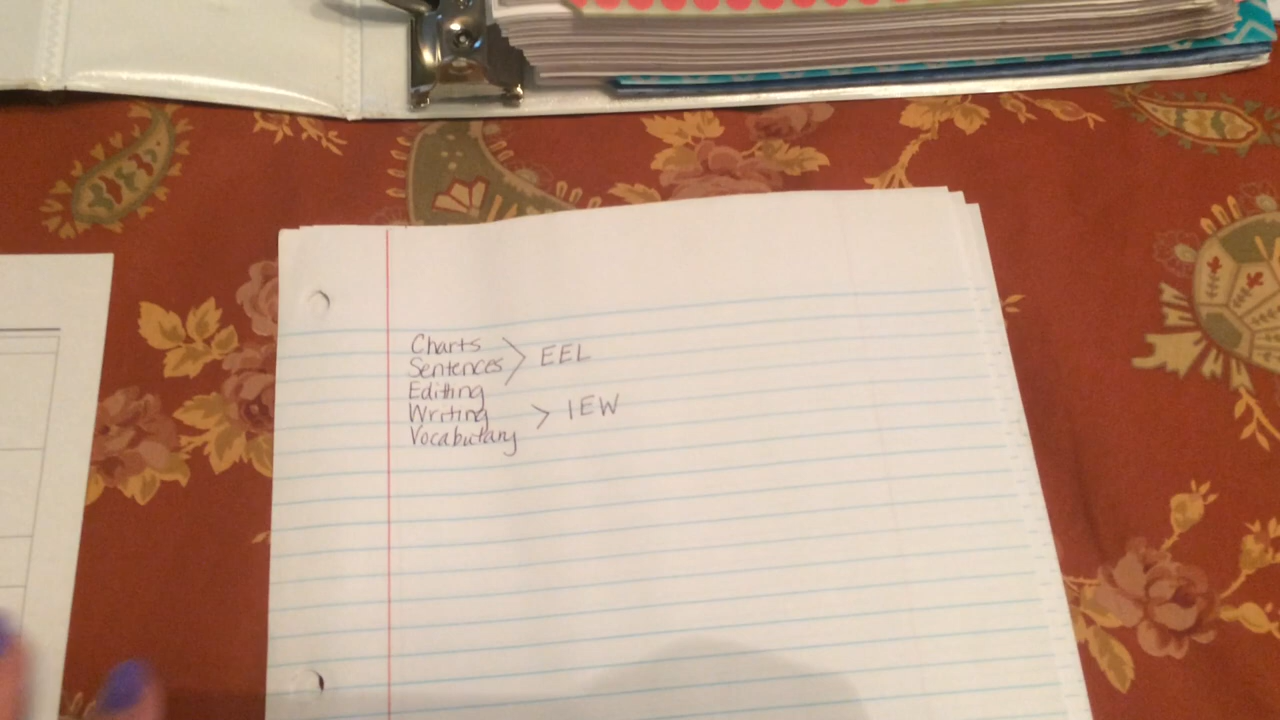 Charts
Sentences > EEL
Editing
Writing > IEW
Vocabulary